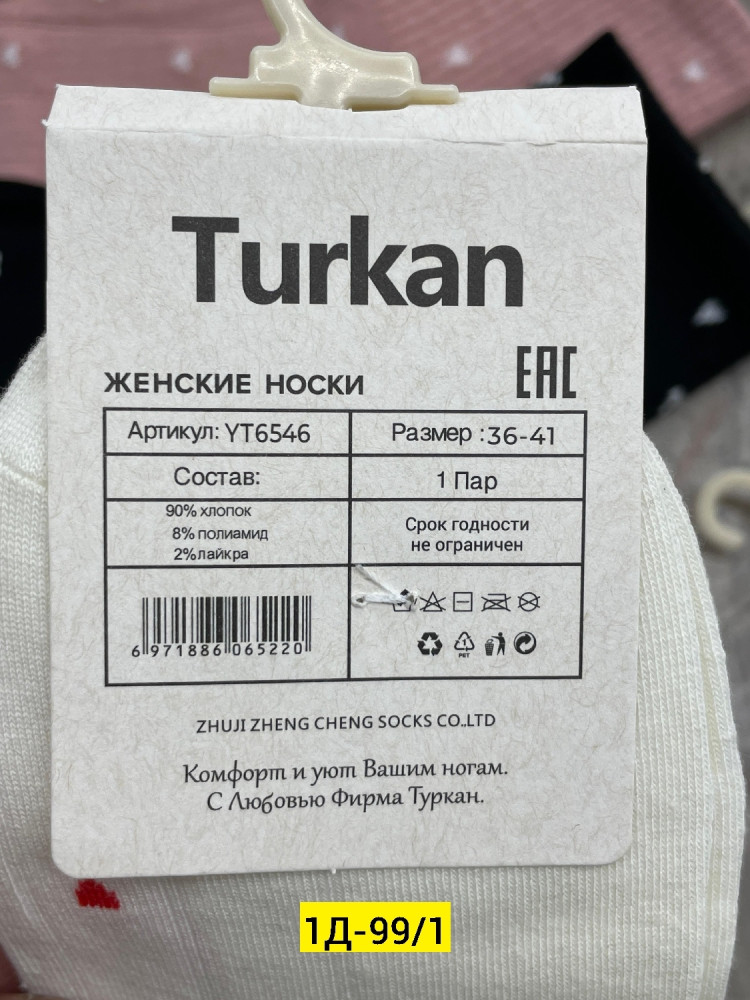 Turkan
ЖЕНСКИЕ НОСКИ
EAC
Артикул: YT6546
Размер :36-41
Состав:
1 Пар
90% хлопок
8% полиамид
2%лайкра
Срок годности
не ограничен
6 971886 065220
1
PET
ZHUJI ZHENG CHENG SOCKS CO.,LTD
Комфорт и уют Вашим ногам.
С Любовью Фирма Туркан.
1Д-99/1